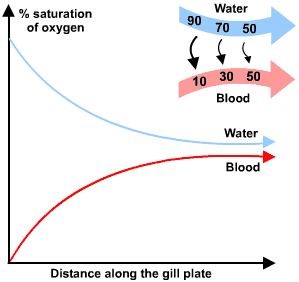 % saturation
of oxygen
Water
90 70 50
10 30 50
Blood
Water
Blood
Distance along the gill plate